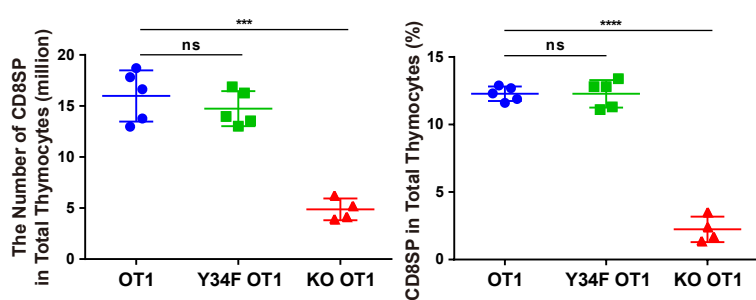 ***
ns
The Number of CD8SP
in Total Thymocytes (million)
20
15
10
5
0
OT1 Y34F OT1 KO OT1
****
ns
CD8SP in Total Thymocytes (%)
15
10
5
0
OT1 Y34F OT1 KO OT1